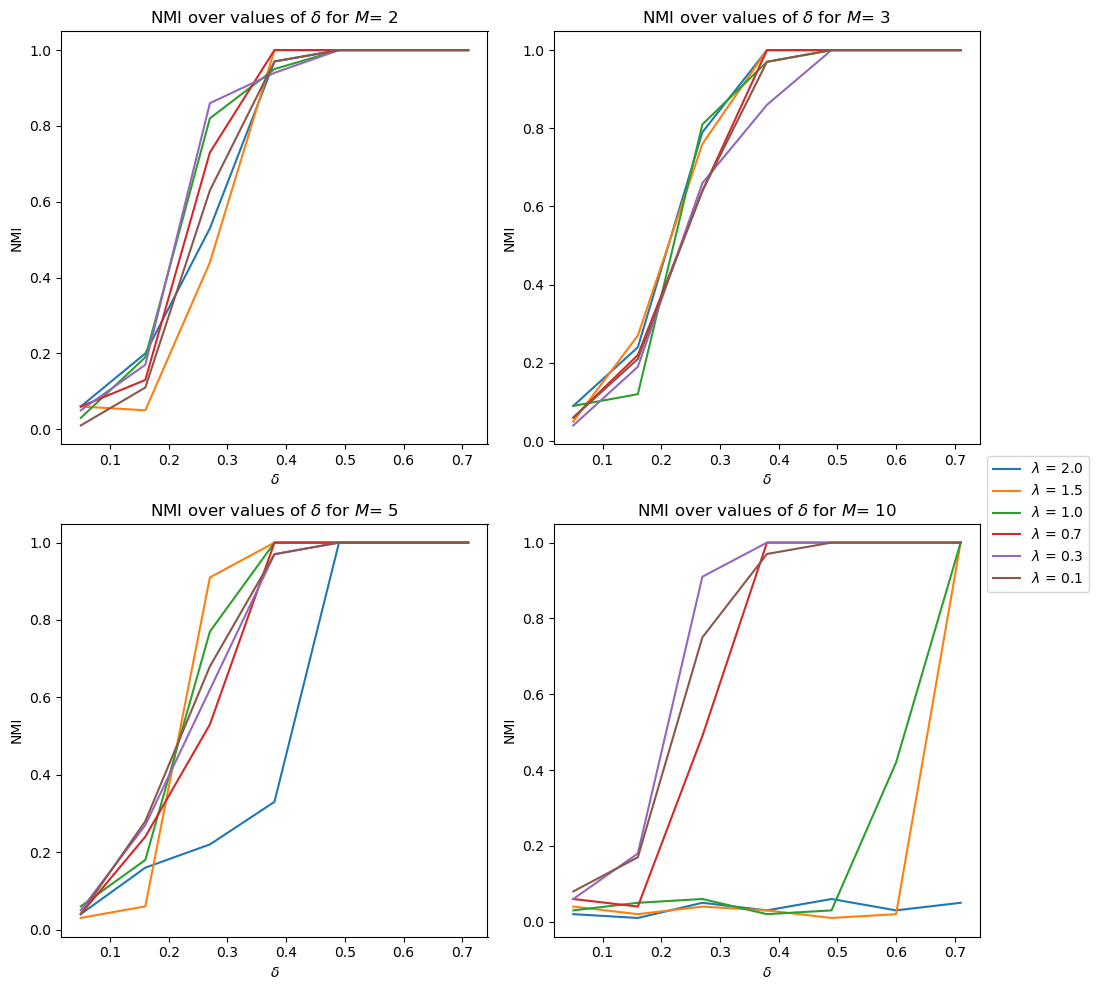 NMI over values of δ for M= 2
1.0
0.8
0.6
0.4
0.2
0.0
NMI
0.1 0.2 0.3 0.4 0.5 0.6 0.7
δ
NMI over values of δ for M= 3
1.0
0.8
0.6
0.4
0.2
0.0
NMI
0.1 0.2 0.3 0.4 0.5 0.6 0.7
δ
λ = 2.0
λ = 1.5
λ = 1.0
λ = 0.7
λ = 0.3
λ = 0.1
NMI over values of δ for M= 5
1.0
0.8
0.6
0.4
0.2
0.0
NMI
0.1 0.2 0.3 0.4 0.5 0.6 0.7
δ
NMI over values of δ for M= 10
1.0
0.8
0.6
0.4
0.2
0.0
NMI
0.1 0.2 0.3 0.4 0.5 0.6 0.7
δ